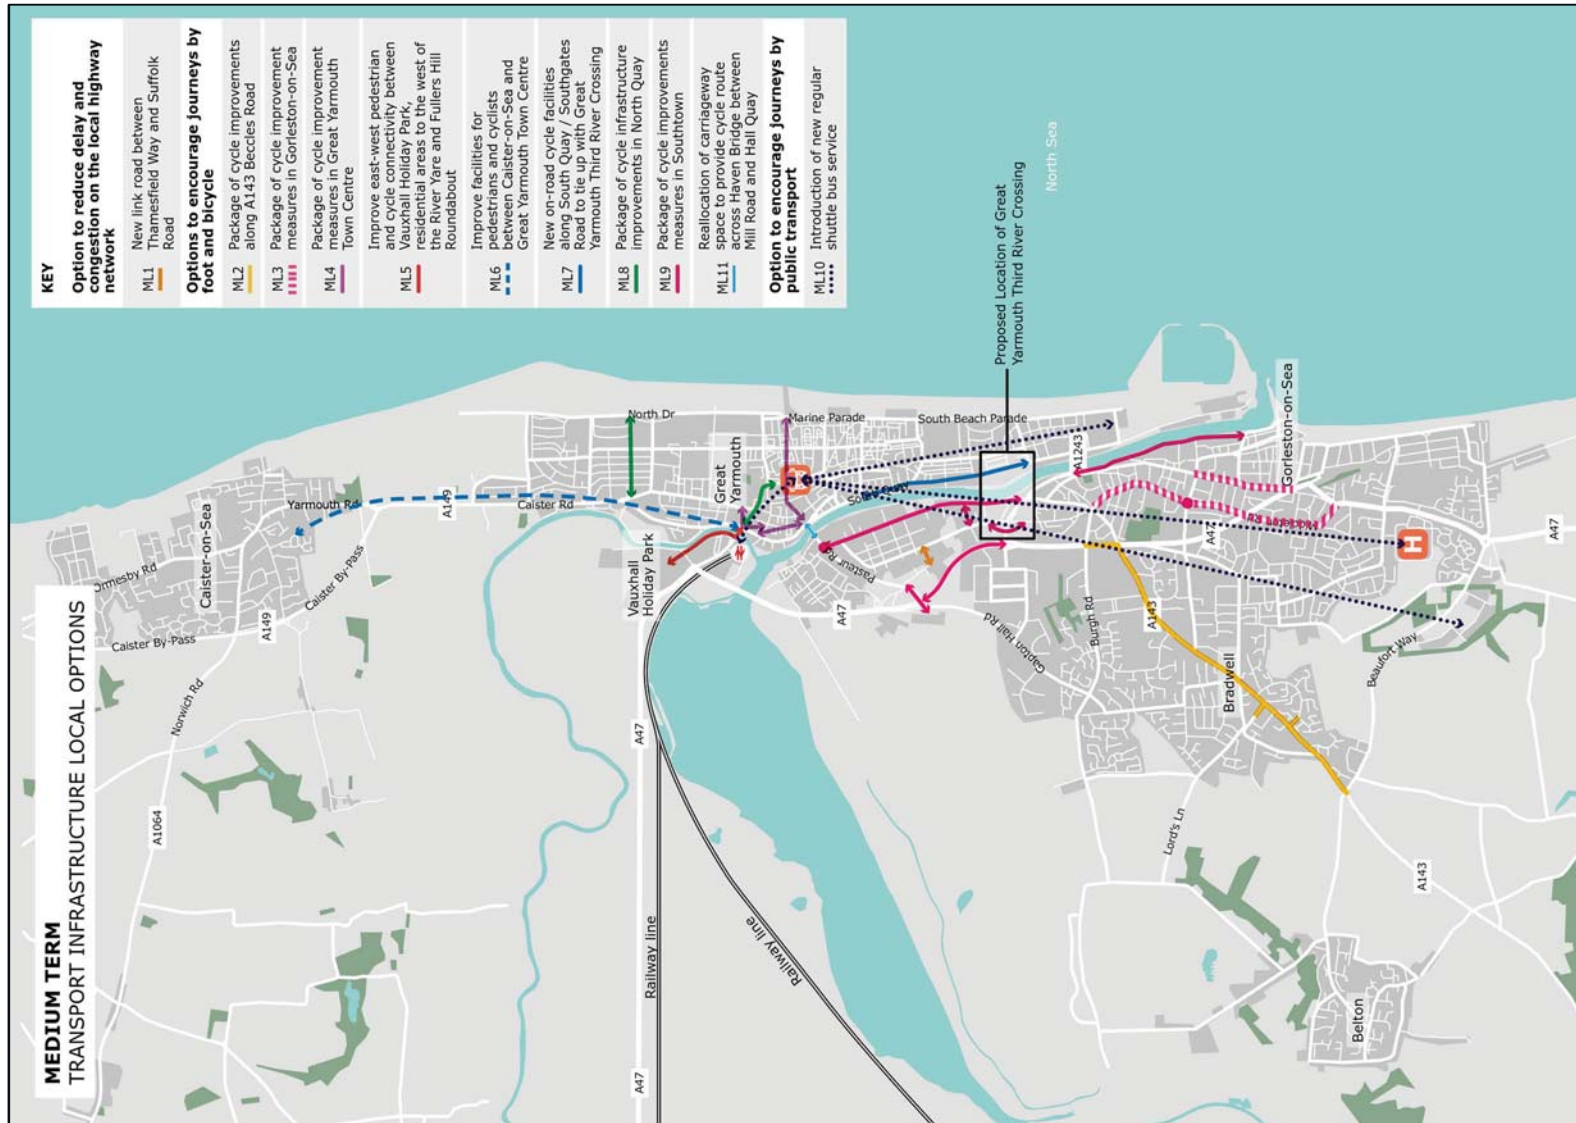 MEDIUM TERM
TRANSPORT INFRASTRUCTURE LOCAL OPTIONS
KEY
Option to reduce delay and
congestion on the local highway
network
ML1 New link road between
Thamesfield Way and Suffolk
Road
Options to encourage journeys by
foot and bicycle
ML2 Package of cycle improvements
along A143 Beccles Road
ML3 Package of cycle improvement
measures in Gorleston-on-Sea
ML4 Package of cycle improvement
measures in Great Yarmouth
Town Centre
ML5 Improve east-west pedestrian
and cycle connectivity between
Vauxhall Holiday Park,
residential areas to the west of
the River Yare and Fullers Hill
Roundabout
ML6 Improve facilities for
pedestrians and cyclists
between Caister-on-Sea and
Great Yarmouth Town Centre
ML7 New on-road cycle facilities
along South Quay / Southgates
Road to tie up with Great
Yarmouth Third River Crossing
ML8 Package of cycle infrastructure
improvements in North Quay
ML9 Package of cycle improvements
measures in Southtown
ML11 Reallocation of carriageway
space to provide cycle route
across Haven Bridge between
Mill Road and Hall Quay
Option to encourage journeys by
public transport
ML10 Introduction of new regular
shuttle bus service
North Sea
Proposed Location of Great
Yarmouth Third River Crossing
Ormesby Rd
Caister-on-Sea
Yarmouth Rd
A149
Caister By-Pass
Caister By-Pass
Norwich Rd
A1064
A149
Caister Rd
North Dr
Great
Yarmouth
Marine Parade
South Beach Parade
Vauxhall
Holiday Park
A47
A47
Railway line
Railway line
Pasteur Rd
A47
Gapton Hall Rd
Burgh Rd
A1243
A143
A47
Gorleston-on-Sea
H
A47
Bradwell
Beaufort Way
Lord's Ln
A143
Belton